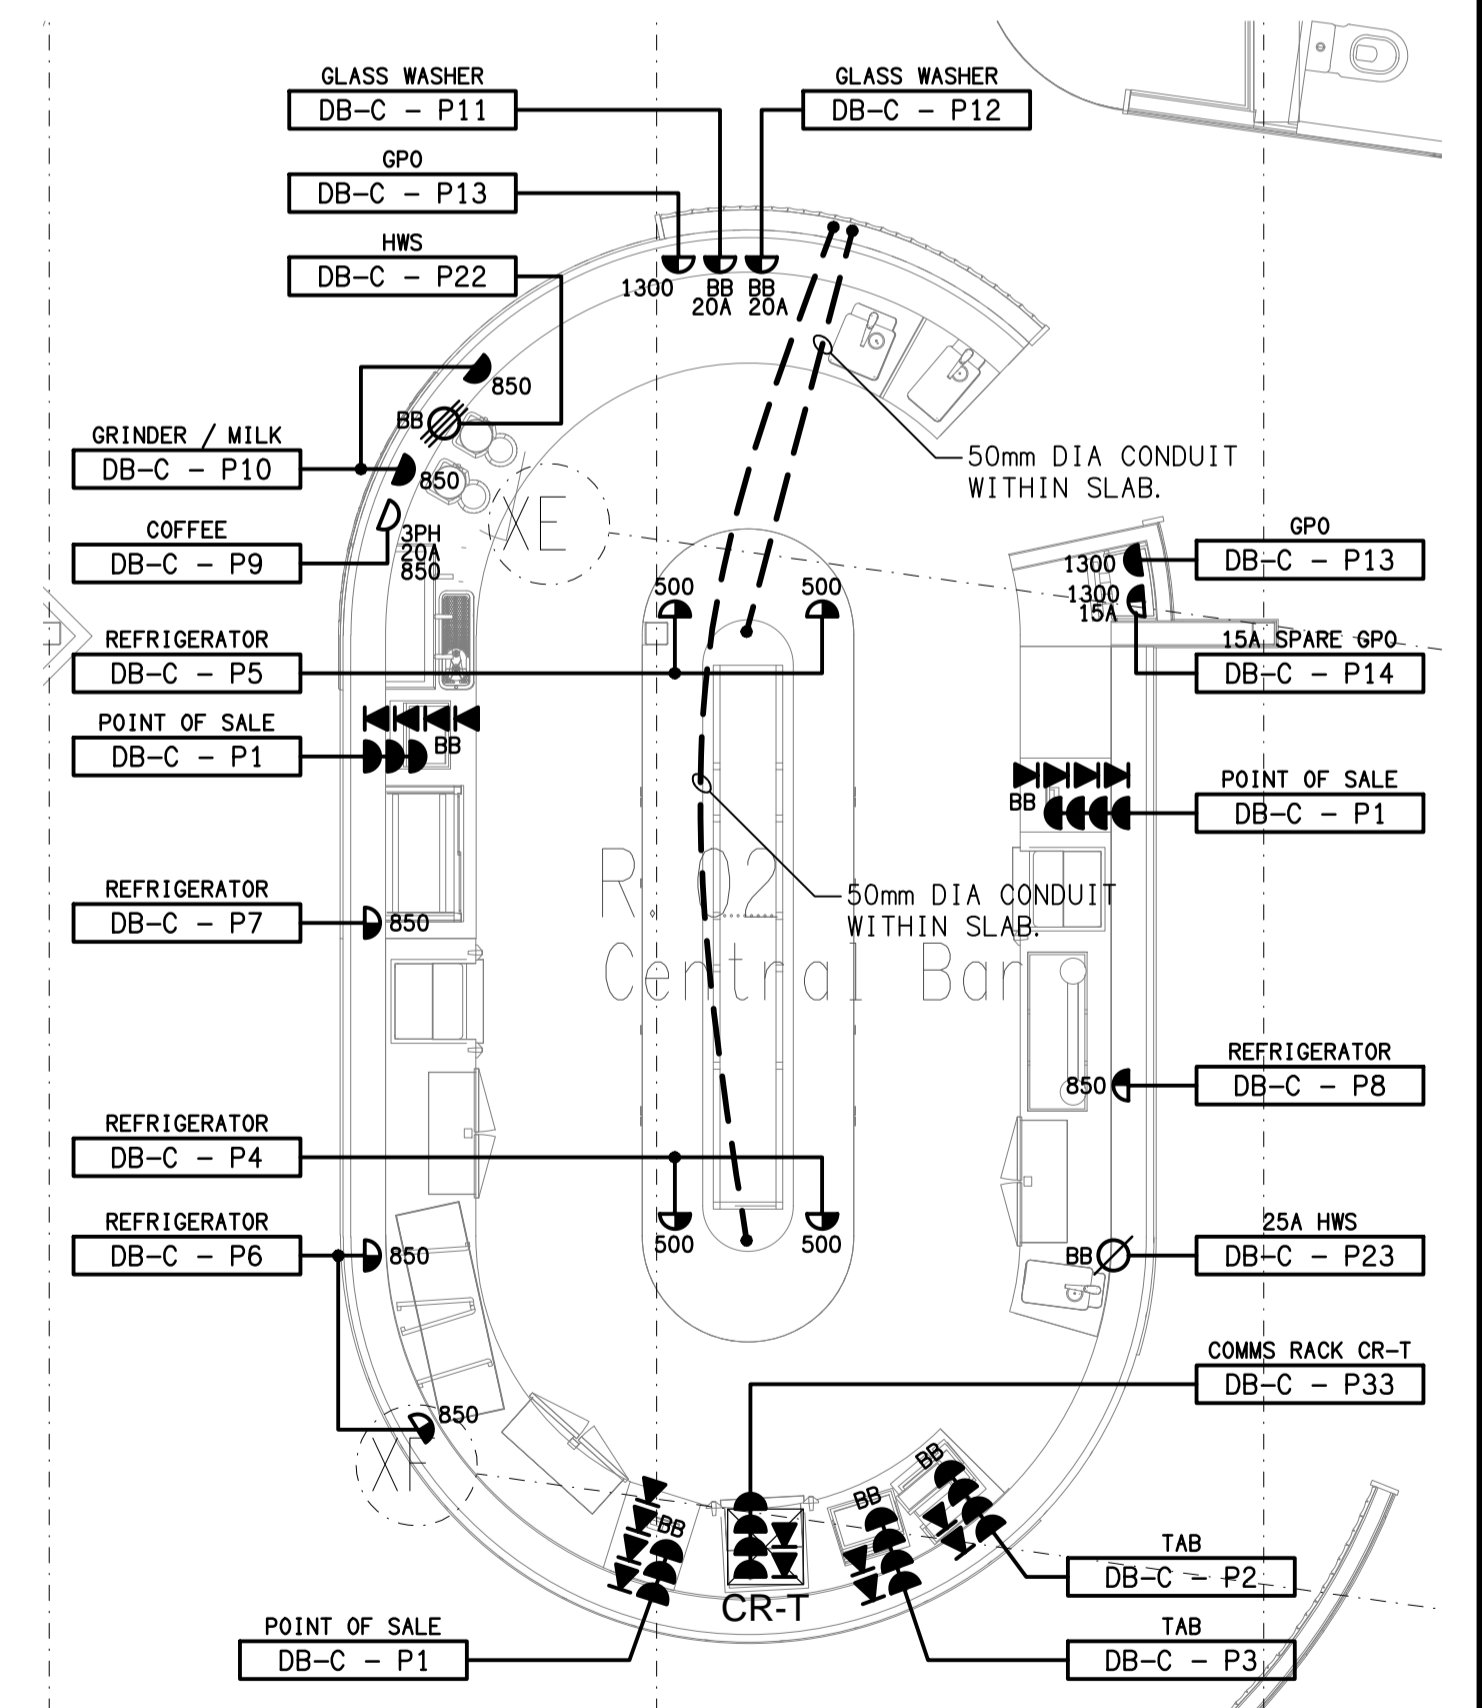 GLASS WASHER
DB-C - P11
GLASS WASHER
DB-C - P12
GPO
DB-C - P13
HWS
DB-C - P22
1300
BB
20A
BB
20A
850
BB
GRINDER / MILK
DB-C - P10
850
50mm DIA CONDUIT
WITHIN SLAB.
XE
COFFEE
DB-C - P9
3PH
20A
850
GPO
DB-C - P13
1300
1300
15A
500
500
REFRIGERATOR
DB-C - P5
15A SPARE GPO
DB-C - P14
POINT OF SALE
DB-C - P1
BB
POINT OF SALE
DB-C - P1
BB
R.02
Central Bar
50mm DIA CONDUIT
WITHIN SLAB.
REFRIGERATOR
DB-C - P7
850
REFRIGERATOR
DB-C - P8
850
REFRIGERATOR
DB-C - P4
500
500
REFRIGERATOR
DB-C - P6
850
25A HWS
DB-C - P23
BB
COMMS RACK CR-T
DB-C - P33
850
XF
BB
BB
BB
CR-T
TAB
DB-C - P2
POINT OF SALE
DB-C - P1
TAB
DB-C - P3